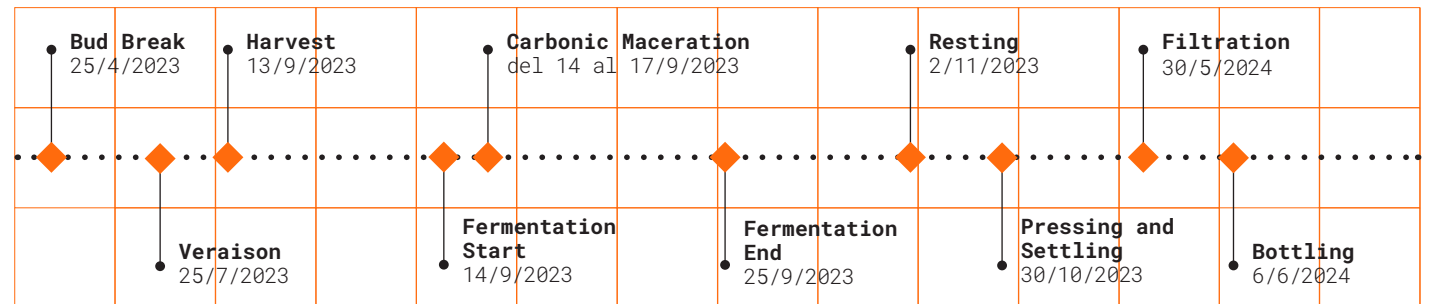 Bud Break
25/4/2023
Harvest
13/9/2023
Carbonic Maceration
del 14 al 17/9/2023
Resting
2/11/2023
Filtration
30/5/2024
Veraison
25/7/2023
Fermentation
Start
14/9/2023
Fermentation
End
25/9/2023
Pressing and
Settling
30/10/2023
Bottling
6/6/2024